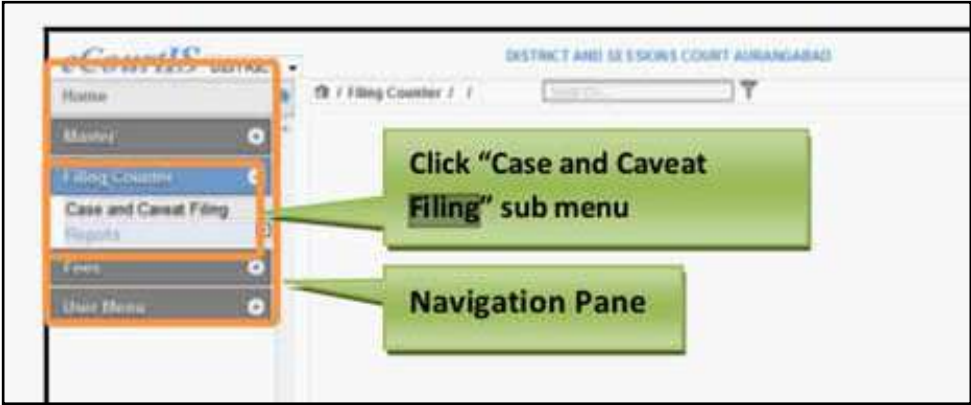 eCourtIS
DISTRICT AND SESSIONS COURT AURANGABAD
Home
/ Filing Counter / /
Search...
Master
Filing Counter
Case and Caveat Filing
Reports
Fees
User Menu
Click “Case and Caveat
Filing” sub menu
Navigation Pane